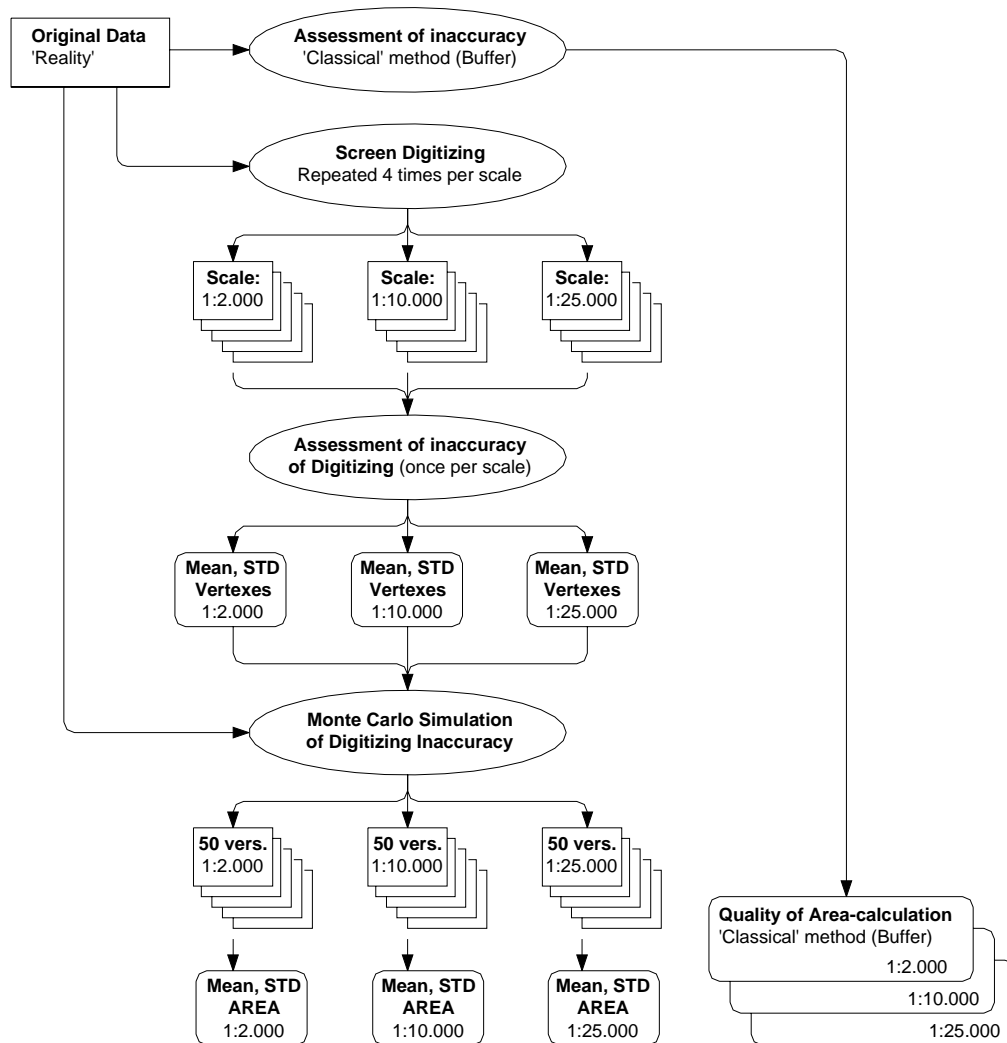 Original Data
'Reality'
Assessment of inaccuracy
'Classical' method (Buffer)
Screen Digitizing
Repeated 4 times per scale
Scale:
1:2.000
Scale:
1:10.000
Scale:
1:25.000
Assessment of inaccuracy
of Digitizing (once per scale)
Mean, STD
Vertexes
1:2.000
Mean, STD
Vertexes
1:10.000
Mean, STD
Vertexes
1:25.000
Monte Carlo Simulation
of Digitizing Inaccuracy
50 vers.
1:2.000
50 vers.
1:10.000
50 vers.
1:25.000
Mean, STD
AREA
1:2.000
Mean, STD
AREA
1:10.000
Mean, STD
AREA
1:25.000
Quality of Area-calculation
'Classical' method (Buffer)
1:2.000
1:10.000
1:25.000